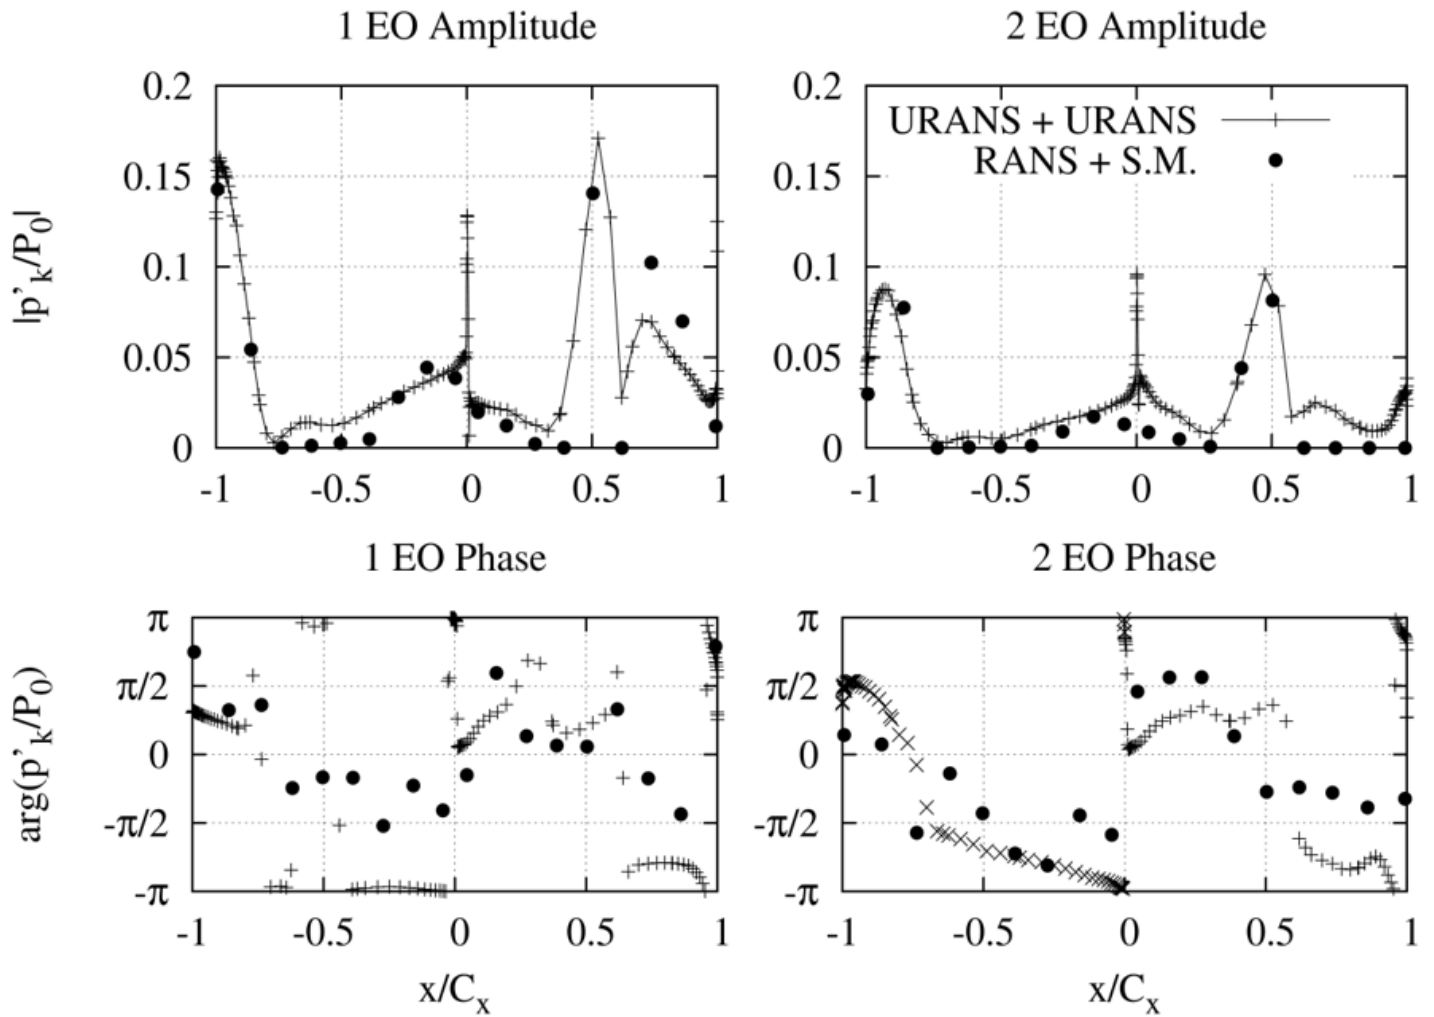 1 EO Amplitude
2 EO Amplitude
|p'k/P0|
0.2
0.15
0.1
0.05
0
-1
-0.5
0
0.5
1
0.2
0.15
0.1
0.05
0
URANS + URANS
RANS + S.M.
-1
-0.5
0
0.5
1
1 EO Phase
2 EO Phase
arg(p'k/P0)
π
π/2
0
-π/2
-π
-1
-0.5
0
0.5
1
x/Cx
π
π/2
0
-π/2
-π
-1
-0.5
0
0.5
1
x/Cx